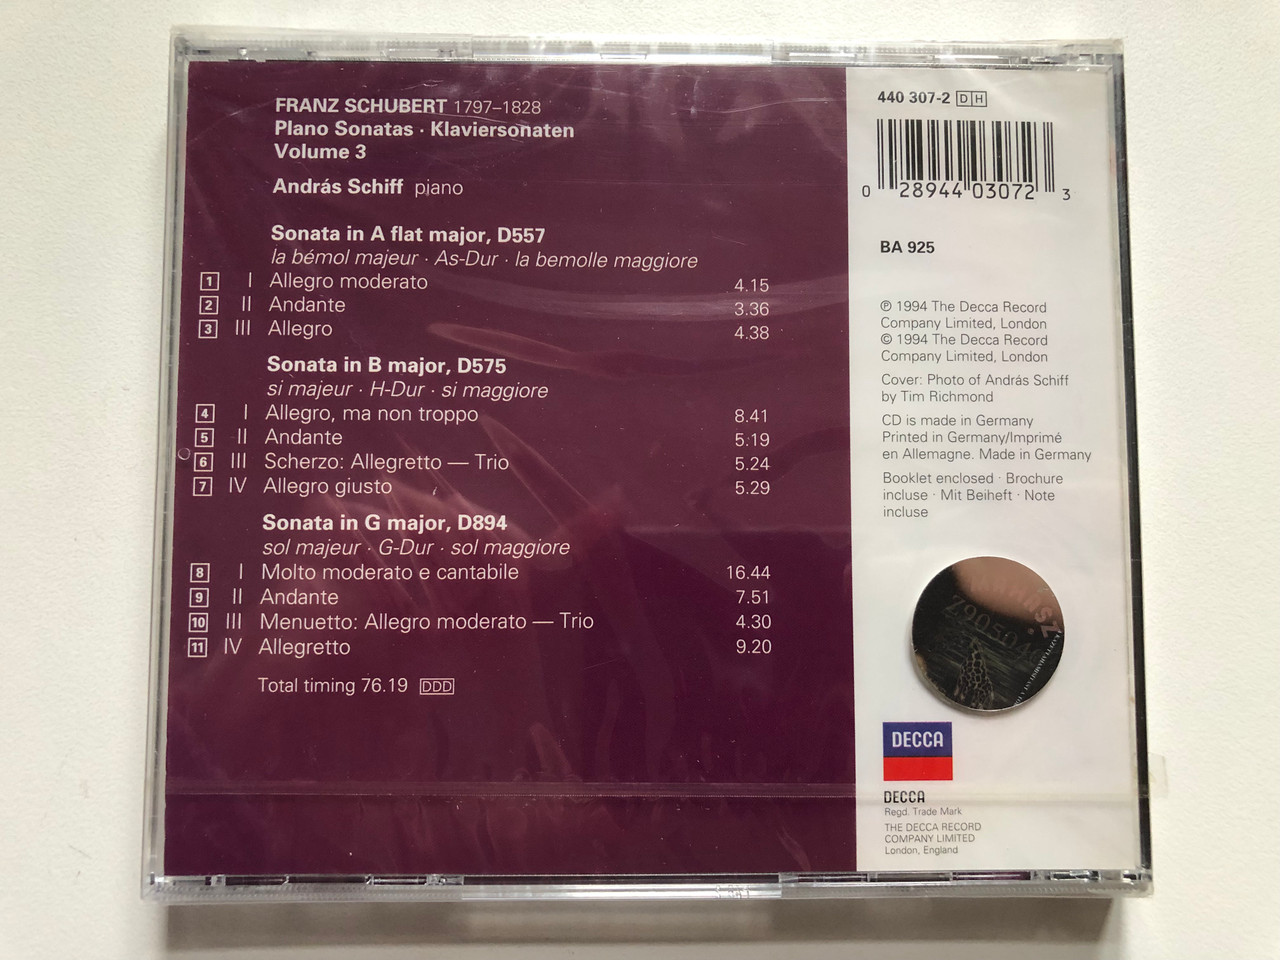 FRANZ SCHUBERT 1797–1828
Piano Sonatas · Klaviersonaten
Volume 3
András Schiff piano
Sonata in A flat major, D557
la bémol majeur · As-Dur · la bemolle maggiore
1 I Allegro moderato 4.15
2 II Andante 3.36
3 III Allegro 4.38
Sonata in B major, D575
si majeur · H-Dur · si maggiore
4 I Allegro, ma non troppo 8.41
5 II Andante 5.19
6 III Scherzo: Allegretto — Trio 5.24
7 IV Allegro giusto 5.29
Sonata in G major, D894
sol majeur · G-Dur · sol maggiore
8 I Molto moderato e cantabile 16.44
9 II Andante 7.51
10 III Menuetto: Allegro moderato — Trio 4.30
11 IV Allegretto 9.20
Total timing 76.19 DDD
440 307-2 DH
0 28944 03072 3
BA 925
℗ 1994 The Decca Record
Company Limited, London
© 1994 The Decca Record
Company Limited, London
Cover: Photo of András Schiff
by Tim Richmond
CD is made in Germany
Printed in Germany/Imprimé
en Allemagne. Made in Germany
Booklet enclosed · Brochure
incluse · Mit Beiheft · Note
incluse
DECCA
DECCA
Regd. Trade Mark
THE DECCA RECORD
COMPANY LIMITED
London, England